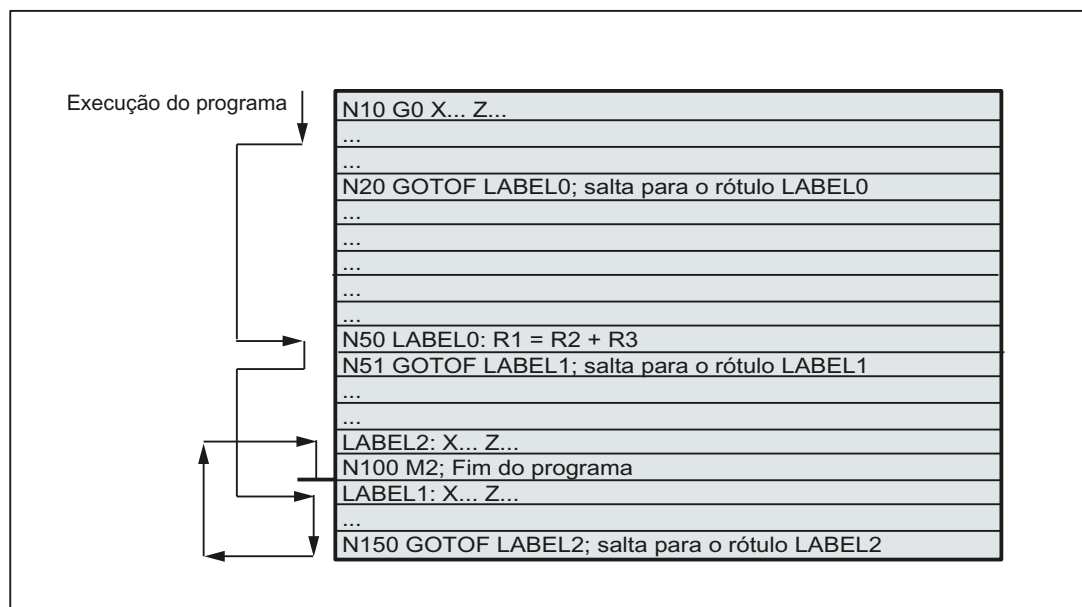 Execução do programa
N10 G0 X... Z...
...
...
N20 GOTOF LABEL0; salta para o rótulo LABEL0
...
...
...
...
...
N50 LABEL0: R1 = R2 + R3
N51 GOTOF LABEL1; salta para o rótulo LABEL1
...
...
LABEL2: X... Z...
N100 M2; Fim do programa
LABEL1: X... Z...
...
N150 GOTOF LABEL2; salta para o rótulo LABEL2